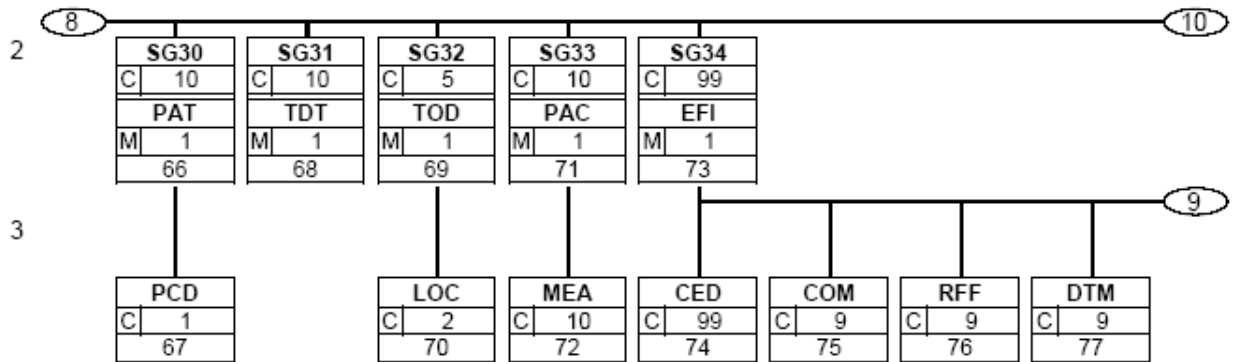 8 10
2
SG30 SG31 SG32 SG33 SG34
C 10 C 10 C 5 C 10 C 99
PAT TDT TOD PAC EFI
M 1 M 1 M 1 M 1 M 1
66 68 69 71 73
9
3
PCD LOC MEA CED COM RFF DTM
C 1 C 2 C 10 C 99 C 9 C 9 C 9
67 70 72 74 75 76 77